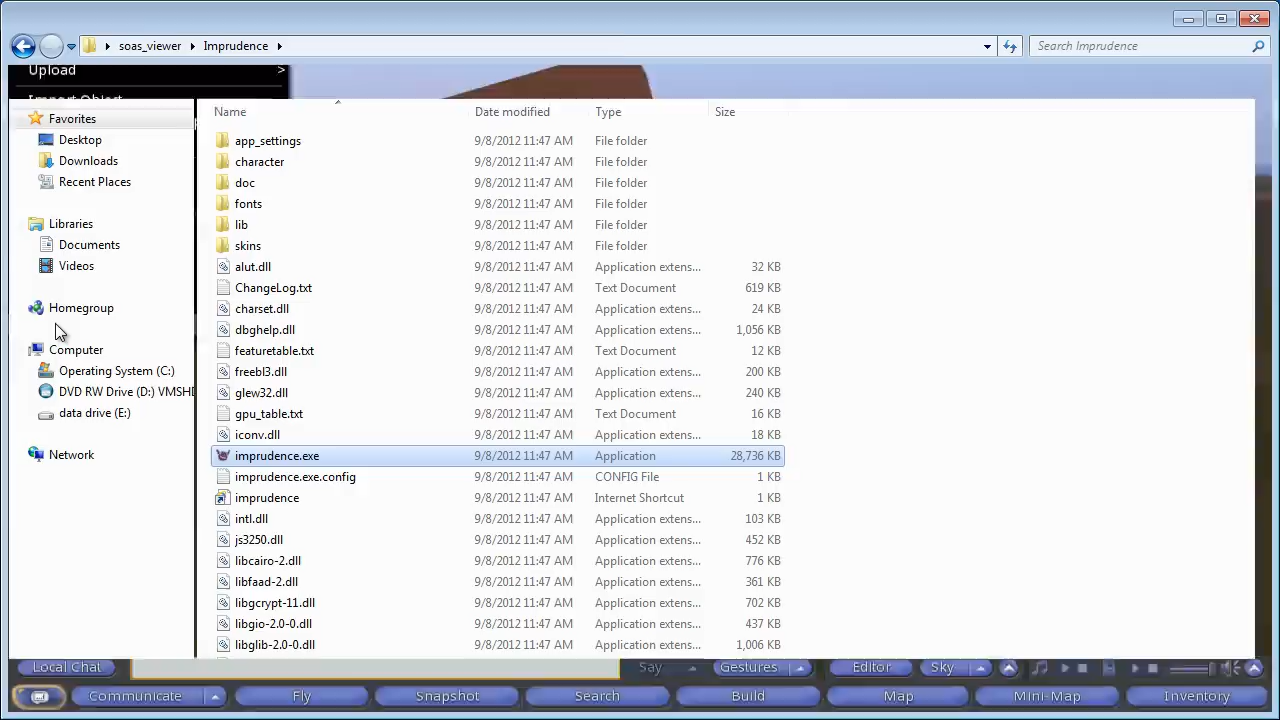 soas_viewer Imprudence Search Imprudence
Upload >
Import Object
Favorites
Desktop
Downloads
Recent Places
Libraries
Documents
Videos
Homegroup
Computer
Operating System (C:)
DVD RW Drive (D:) VMSHD
data drive (E:)
Network
Name Date modified Type Size
app_settings 9/8/2012 11:47 AM File folder
character 9/8/2012 11:47 AM File folder
doc 9/8/2012 11:47 AM File folder
fonts 9/8/2012 11:47 AM File folder
lib 9/8/2012 11:47 AM File folder
skins 9/8/2012 11:47 AM File folder
alut.dll 9/8/2012 11:47 AM Application extens... 32 KB
ChangeLog.txt 9/8/2012 11:47 AM Text Document 619 KB
charset.dll 9/8/2012 11:47 AM Application extens... 24 KB
dbghelp.dll 9/8/2012 11:47 AM Application extens... 1,056 KB
featuretable.txt 9/8/2012 11:47 AM Text Document 12 KB
freebl3.dll 9/8/2012 11:47 AM Application extens... 200 KB
glew32.dll 9/8/2012 11:47 AM Application extens... 240 KB
gpu_table.txt 9/8/2012 11:47 AM Text Document 16 KB
iconv.dll 9/8/2012 11:47 AM Application extens... 18 KB
imprudence.exe 9/8/2012 11:47 AM Application 28,736 KB
imprudence.exe.config 9/8/2012 11:47 AM CONFIG File 1 KB
imprudence 9/8/2012 11:47 AM Internet Shortcut 1 KB
intl.dll 9/8/2012 11:47 AM Application extens... 103 KB
js3250.dll 9/8/2012 11:47 AM Application extens... 452 KB
libcairo-2.dll 9/8/2012 11:47 AM Application extens... 776 KB
libfaad-2.dll 9/8/2012 11:47 AM Application extens... 361 KB
libgcrypt-11.dll 9/8/2012 11:47 AM Application extens... 702 KB
libgio-2.0-0.dll 9/8/2012 11:47 AM Application extens... 437 KB
libglib-2.0-0.dll 9/8/2012 11:47 AM Application extens... 1,006 KB
Local Chat Say Gestures Editor Sky
Communicate Fly Snapshot Search Build Map Mini-Map Inventory